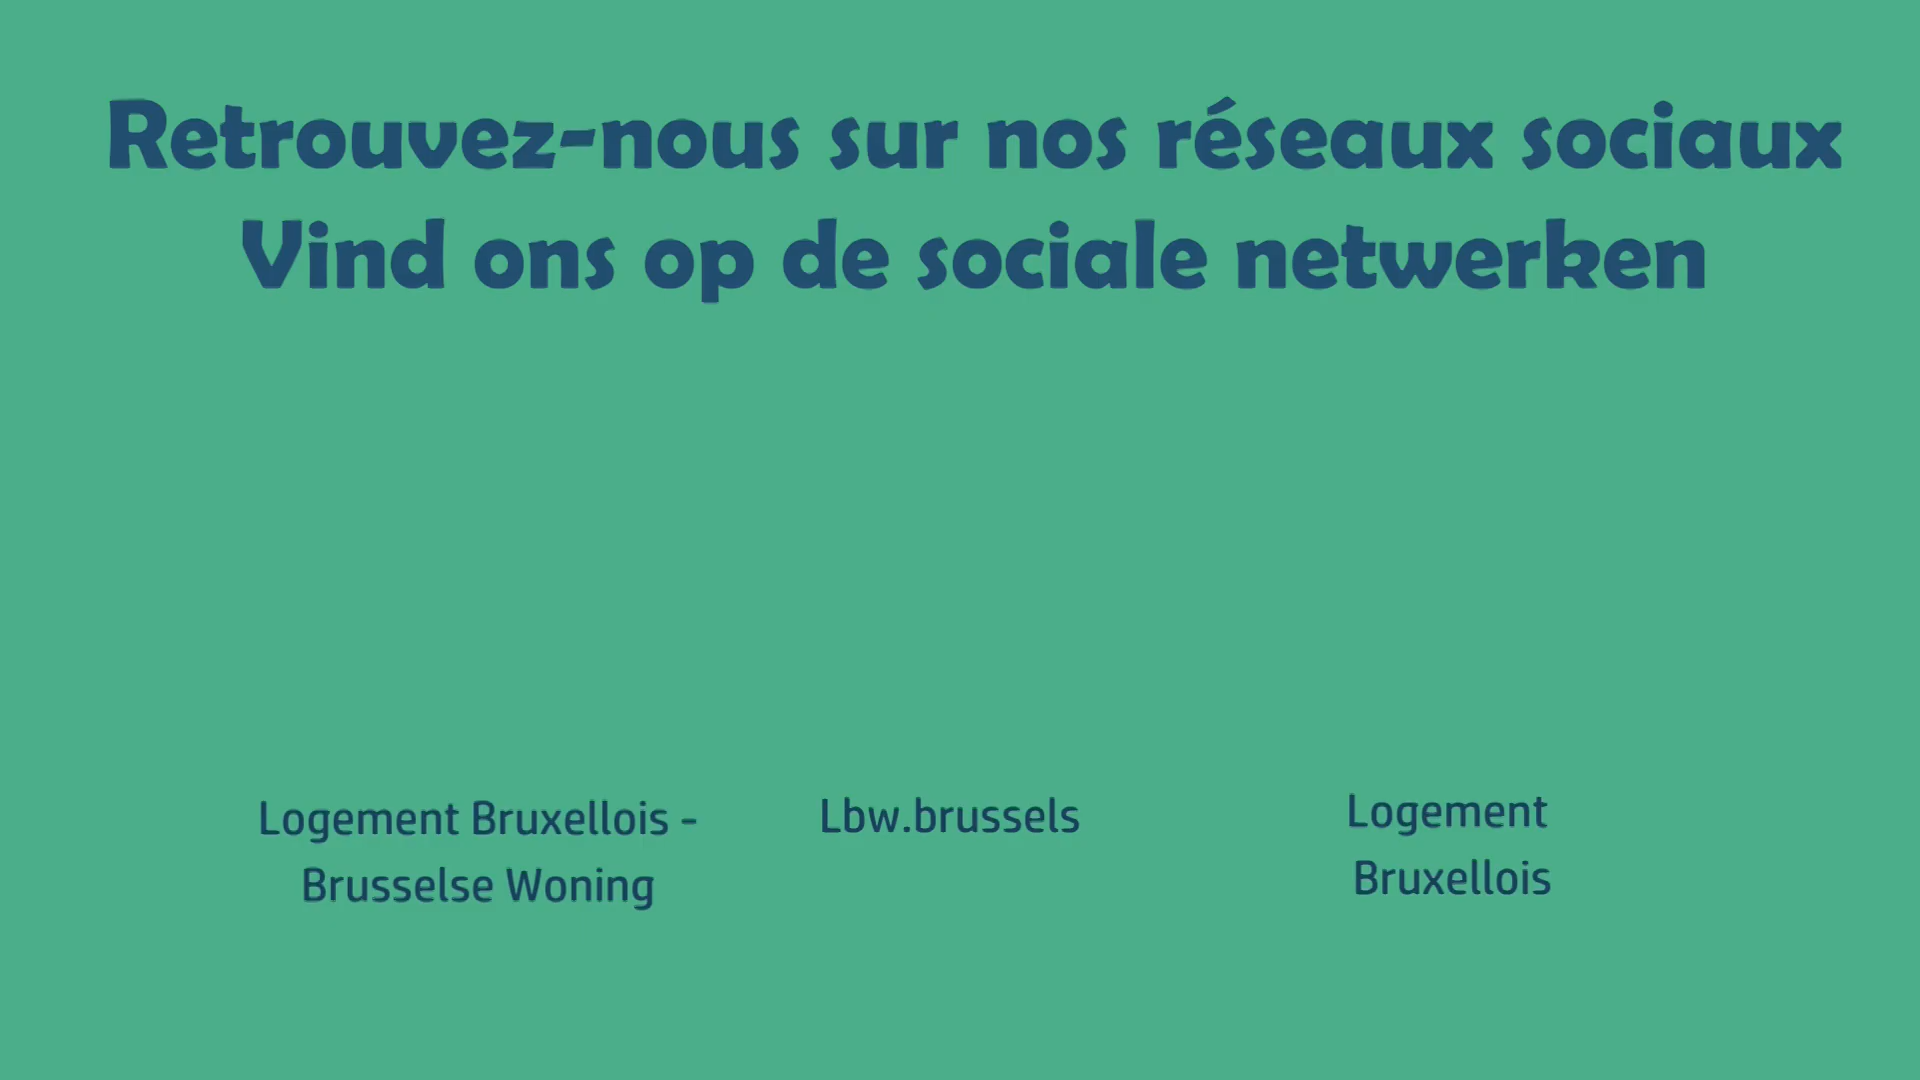 Retrouvez-nous sur nos réseaux sociaux
Vind ons op de sociale netwerken
Logement Bruxellois -
Brusselse Woning
Lbw.brussels
Logement
Bruxellois